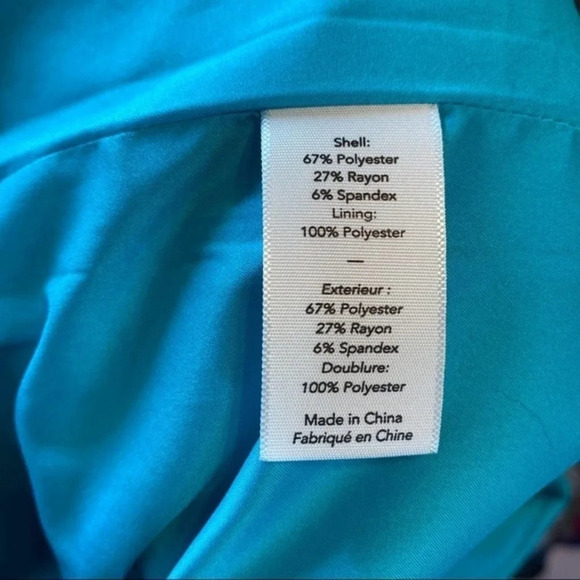 Shell:
67% Polyester
27% Rayon
6% Spandex
Lining:
100% Polyester
—
Exterieur :
67% Polyester
27% Rayon
6% Spandex
Doublure:
100% Polyester
Made in China
Fabriqué en Chine